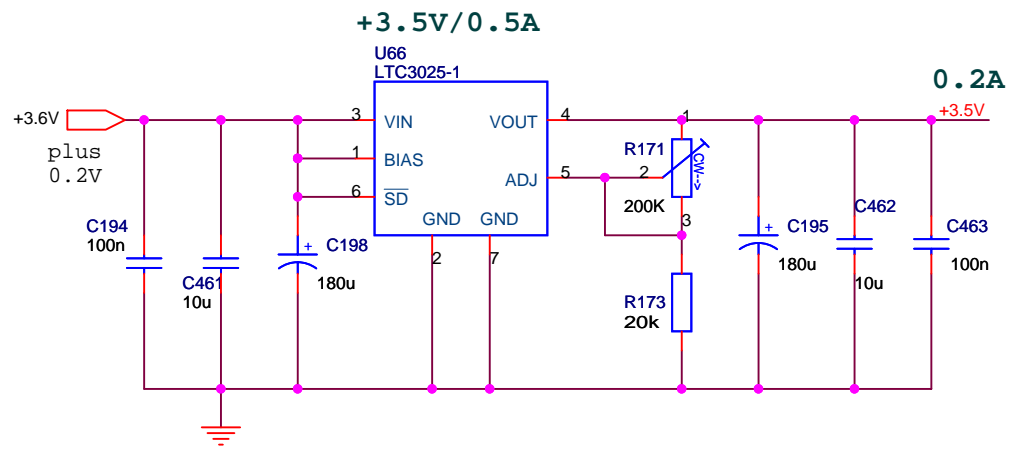 +3.5V/0.5A
U66
LTC3025-1
0.2A
+3.6V
3
VIN
VOUT
4
1
+3.5V
plus
0.2V
1
BIAS
R171
CW-->
5
ADJ
2
6
SD
200K
3
GND
GND
C194
100n
+
C198
180u
2
7
C461
10u
R173
20k
+
C195
180u
C462
10u
C463
100n